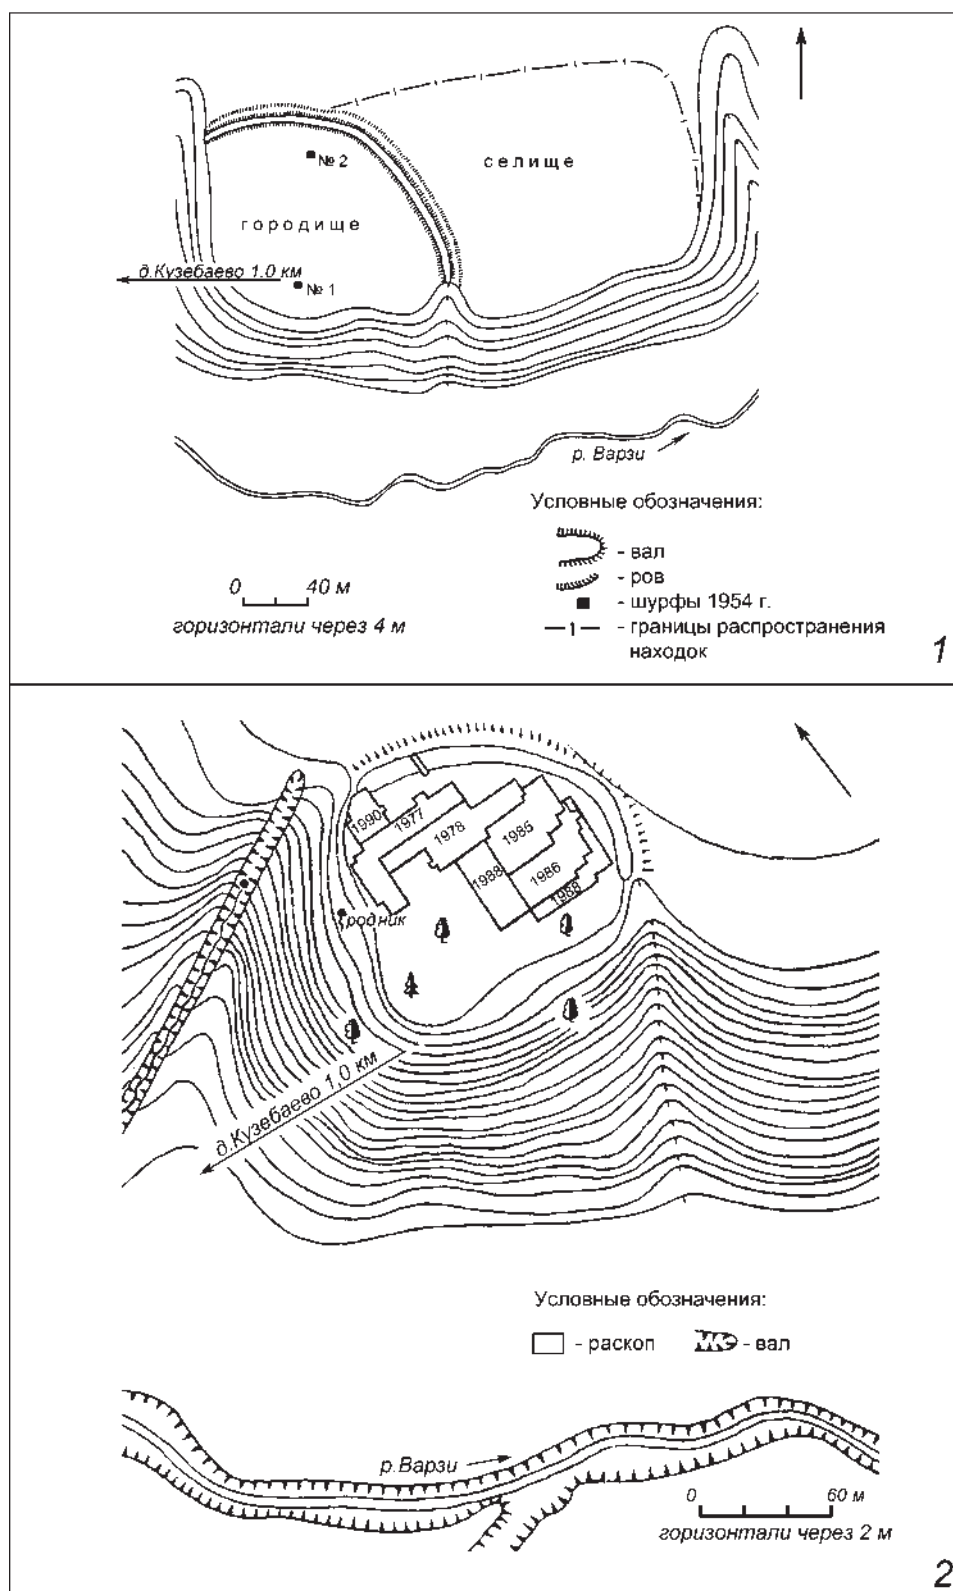 № 2
селище
городище
д.Кузебаево 1.0 км
№ 1
р. Варзи
Условные обозначения:
- вал
- ров
- шурфы 1954 г.
1 - границы распространения
находок
0 40 м
горизонтали через 4 м
1
1990
1977
1978
1985
1988
1986
1988
родник
д.Кузебаево 1,0 км
Условные обозначения:
- раскоп
- вал
р.Варзи
0 60 м
горизонтали через 2 м
2